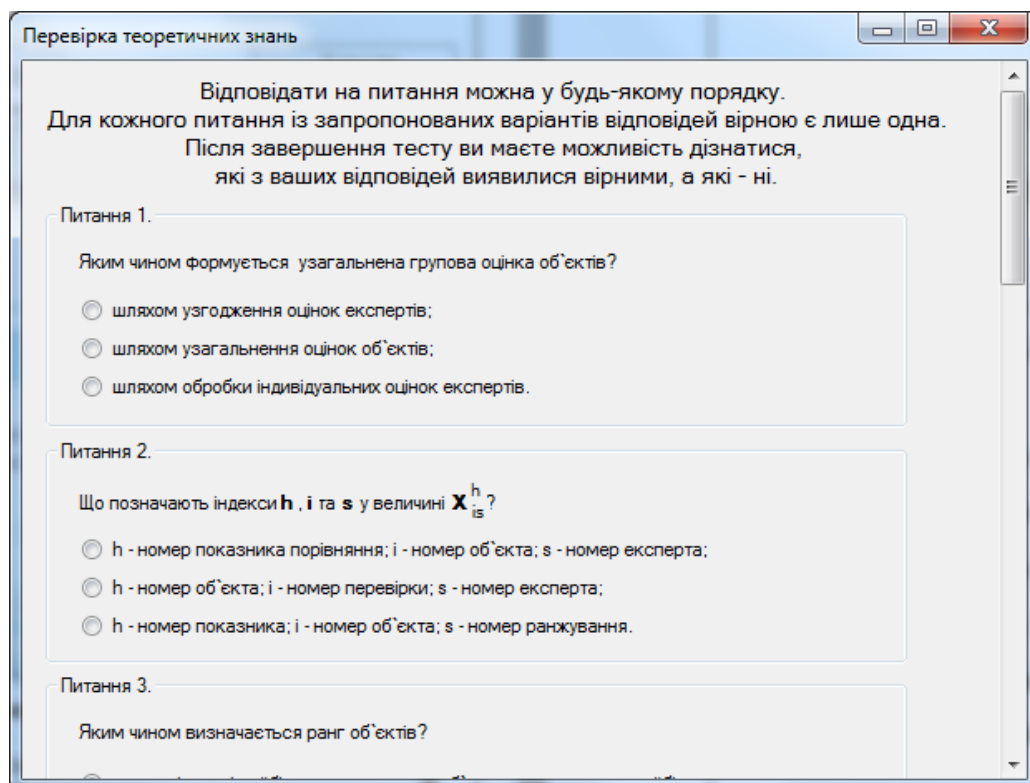 Перевірка теоретичних знань
Відповідати на питання можна у будь-якому порядку.
Для кожного питання із запропонованих варіантів відповідей вірною є лише одна.
Після завершення тесту ви маєте можливість дізнатися,
які з ваших відповідей виявилися вірними, а які - ні.
Питання 1.
Яким чином формується узагальнена групова оцінка об`єктів?
шляхом узгодження оцінок експертів;
шляхом узагальнення оцінок об`єктів;
шляхом обробки індивідуальних оцінок експертів.
Питання 2.
Що позначають індекси h , i та s у величині X h is ?
h - номер показника порівняння; i - номер об`єкта; s - номер експерта;
h - номер об`єкта; i - номер перевірки; s - номер експерта;
h - номер показника; i - номер об`єкта; s - номер ранжування.
Питання 3.
Яким чином визначається ранг об`єктів?